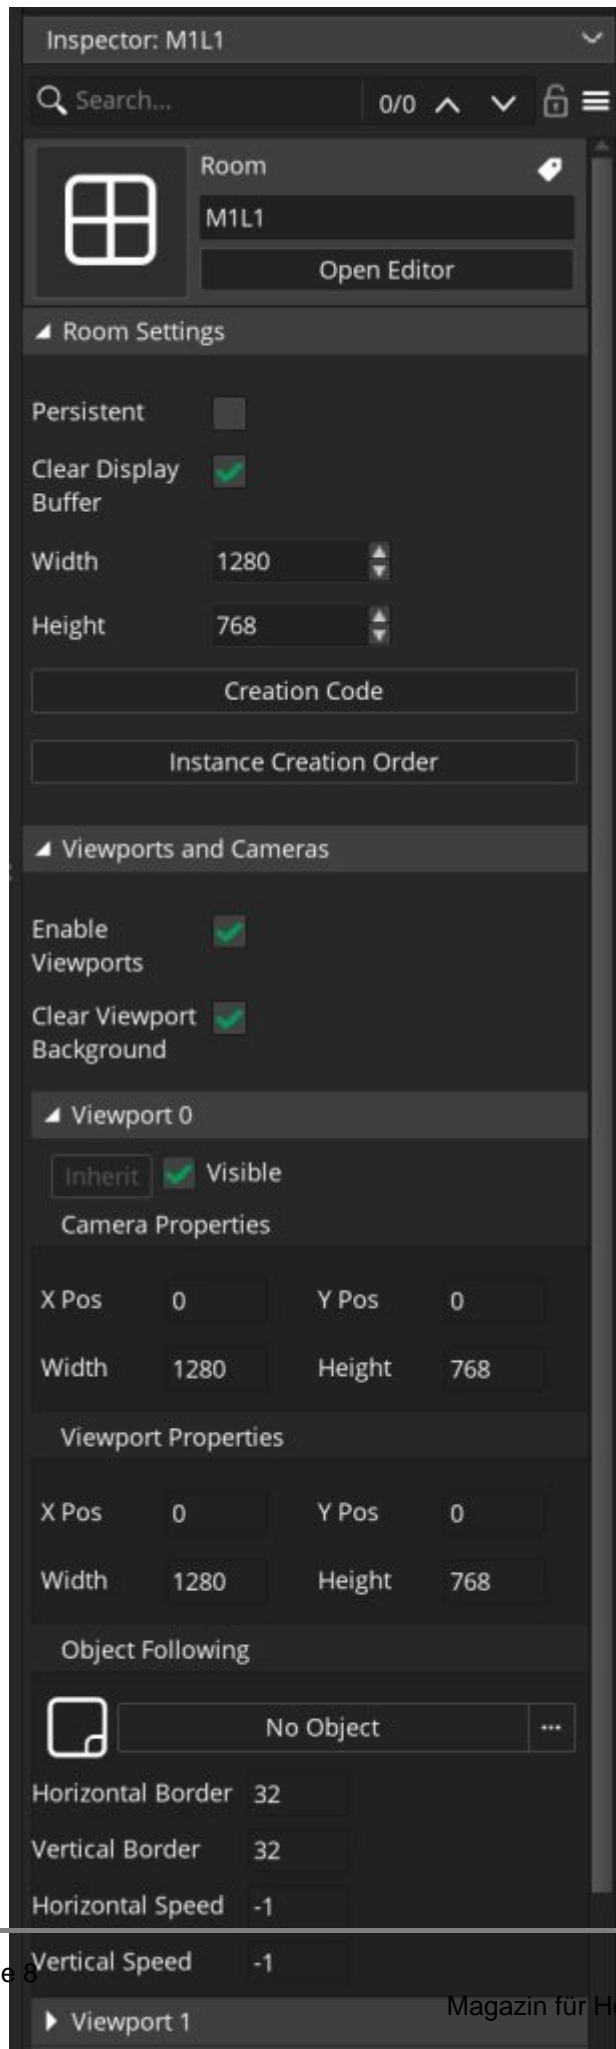 Inspector: M1L1
Search... 0/0
Room
M1L1
Open Editor
Room Settings
Persistent
Clear Display
Buffer
Width 1280
Height 768
Creation Code
Instance Creation Order
Viewports and Cameras
Enable
Viewports
Clear Viewport
Background
Viewport 0
Inherit Visible
Camera Properties
X Pos 0 Y Pos 0
Width 1280 Height 768
Viewport Properties
X Pos 0 Y Pos 0
Width 1280 Height 768
Object Following
No Object ...
Horizontal Border 32
Vertical Border 32
Horizontal Speed -1
e 8
Vertical Speed -1
Magazin für H
Viewport 1